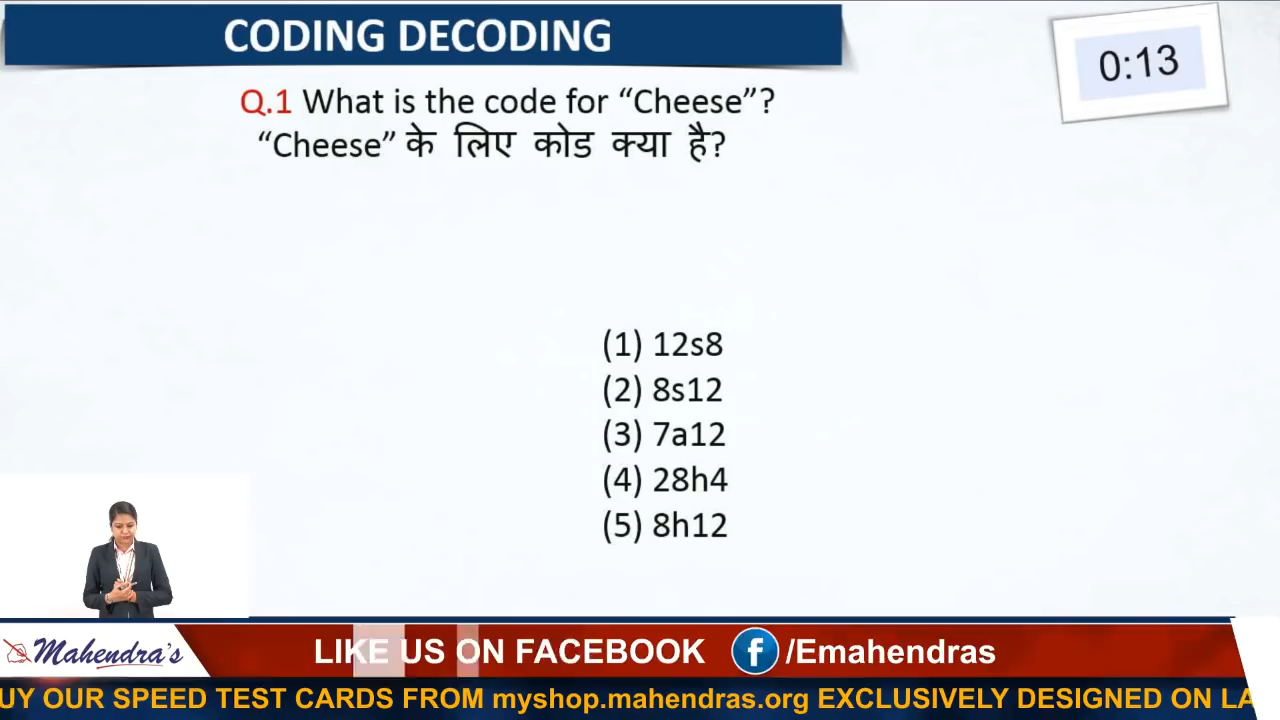 CODING DECODING
0:13
Q.1 What is the code for “Cheese”?
“Cheese” के लिए कोड क्या है?
(1) 12s8
(2) 8s12
(3) 7a12
(4) 28h4
(5) 8h12
Mahendra's
LIKE US ON FACEBOOK f /Emahendras
UY OUR SPEED TEST CARDS FROM myshop.mahendras.org EXCLUSIVELY DESIGNED ON LA